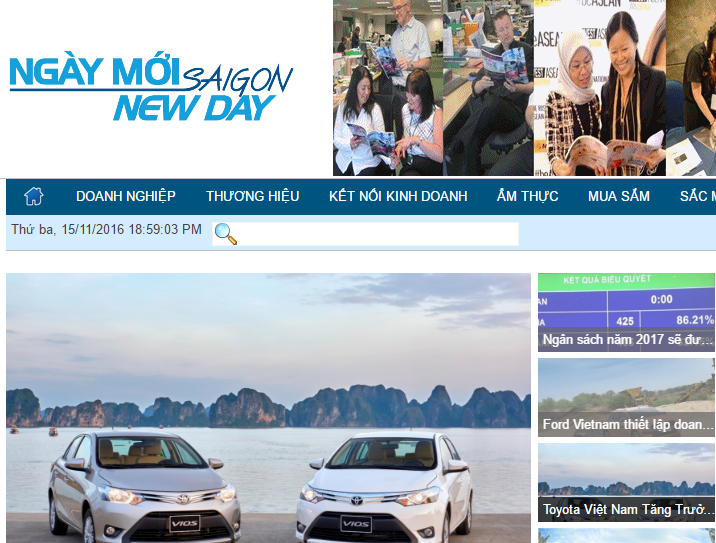 NGÀY MỚI SAIGON
NEW DAY
DOANH NGHIỆP THƯƠNG HIỆU KẾT NỐI KINH DOANH ẨM THỰC MUA SẮM SẮC
Thứ ba, 15/11/2016 18:59:03 PM
KẾT QUẢ BIỂU QUYẾT
0:00
425 86.21%
Ngân sách năm 2017 sẽ đư...
Ford Vietnam thiết lập doan...
Toyota Việt Nam Tăng Trưở...
VIOS
VIOS